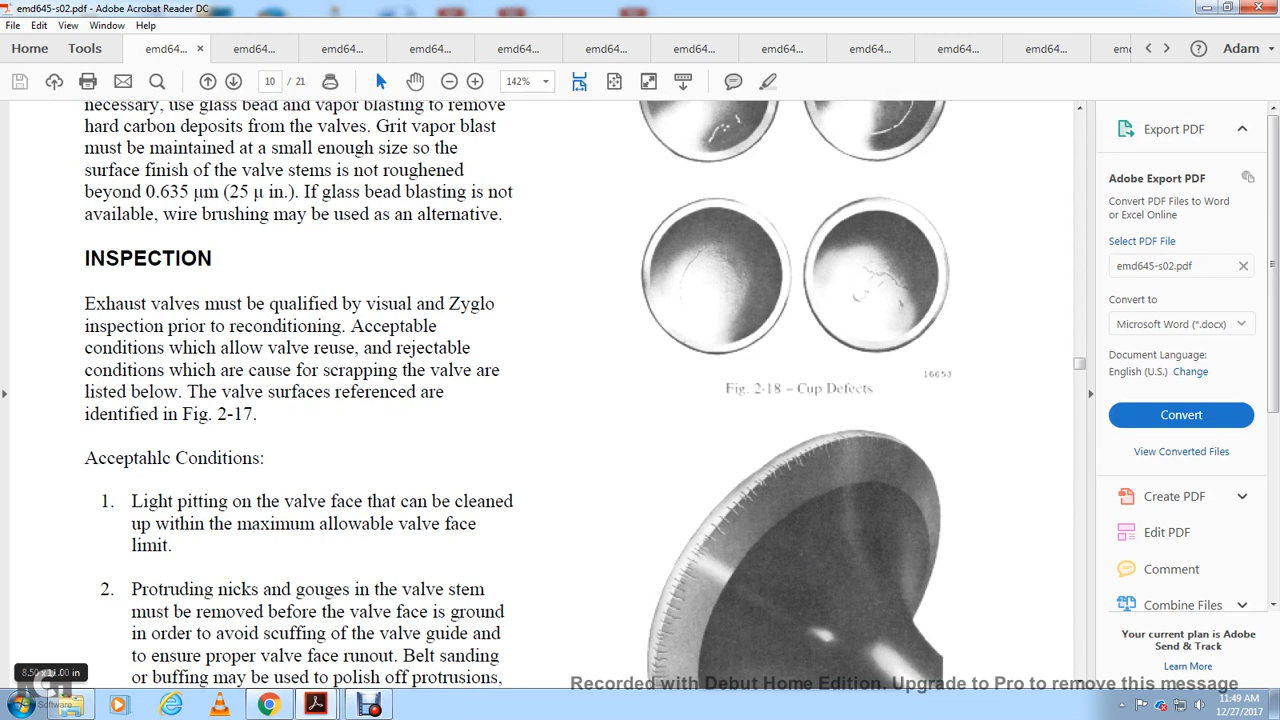 emd645-s02.pdf - Adobe Acrobat Reader DC
File Edit View Window Help
Home Tools emd64... emd64... emd64... emd64... emd64... emd64... emd64... emd64... emd64... emd64... emd64... emd Adam
10 / 21 142%
necessary, use glass bead and vapor blasting to remove
hard carbon deposits from the valves. Grit vapor blast
must be maintained at a small enough size so the
surface finish of the valve stems is not roughened
beyond 0.635 µm (25 µ in.). If glass bead blasting is not
available, wire brushing may be used as an alternative.
INSPECTION
Exhaust valves must be qualified by visual and Zyglo
inspection prior to reconditioning. Acceptable
conditions which allow valve reuse, and rejectable
conditions which are cause for scrapping the valve are
listed below. The valve surfaces referenced are
identified in Fig. 2-17.
Acceptahlc Conditions:
1. Light pitting on the valve face that can be cleaned
up within the maximum allowable valve face
limit.
2. Protruding nicks and gouges in the valve stem
must be removed before the valve face is ground
in order to avoid scuffing of the valve guide and
to ensure proper valve face runout. Belt sanding
or buffing may be used to polish off protrusions,
16653
Fig. 2-18 – Cup Defects
Export PDF
Adobe Export PDF
Convert PDF Files to Word
or Excel Online
Select PDF File
emd645-s02.pdf
Convert to
Microsoft Word (*.docx)
Document Language:
English (U.S.) Change
Convert
View Converted Files
Create PDF
Edit PDF
Comment
Combine Files
Your current plan is Adobe
Send & Track
Learn More
8.50 x 11.00 in
Software
Recorded with Debut Home Edition. Upgrade to Pro to remove this message
11:49 AM
12/27/2017